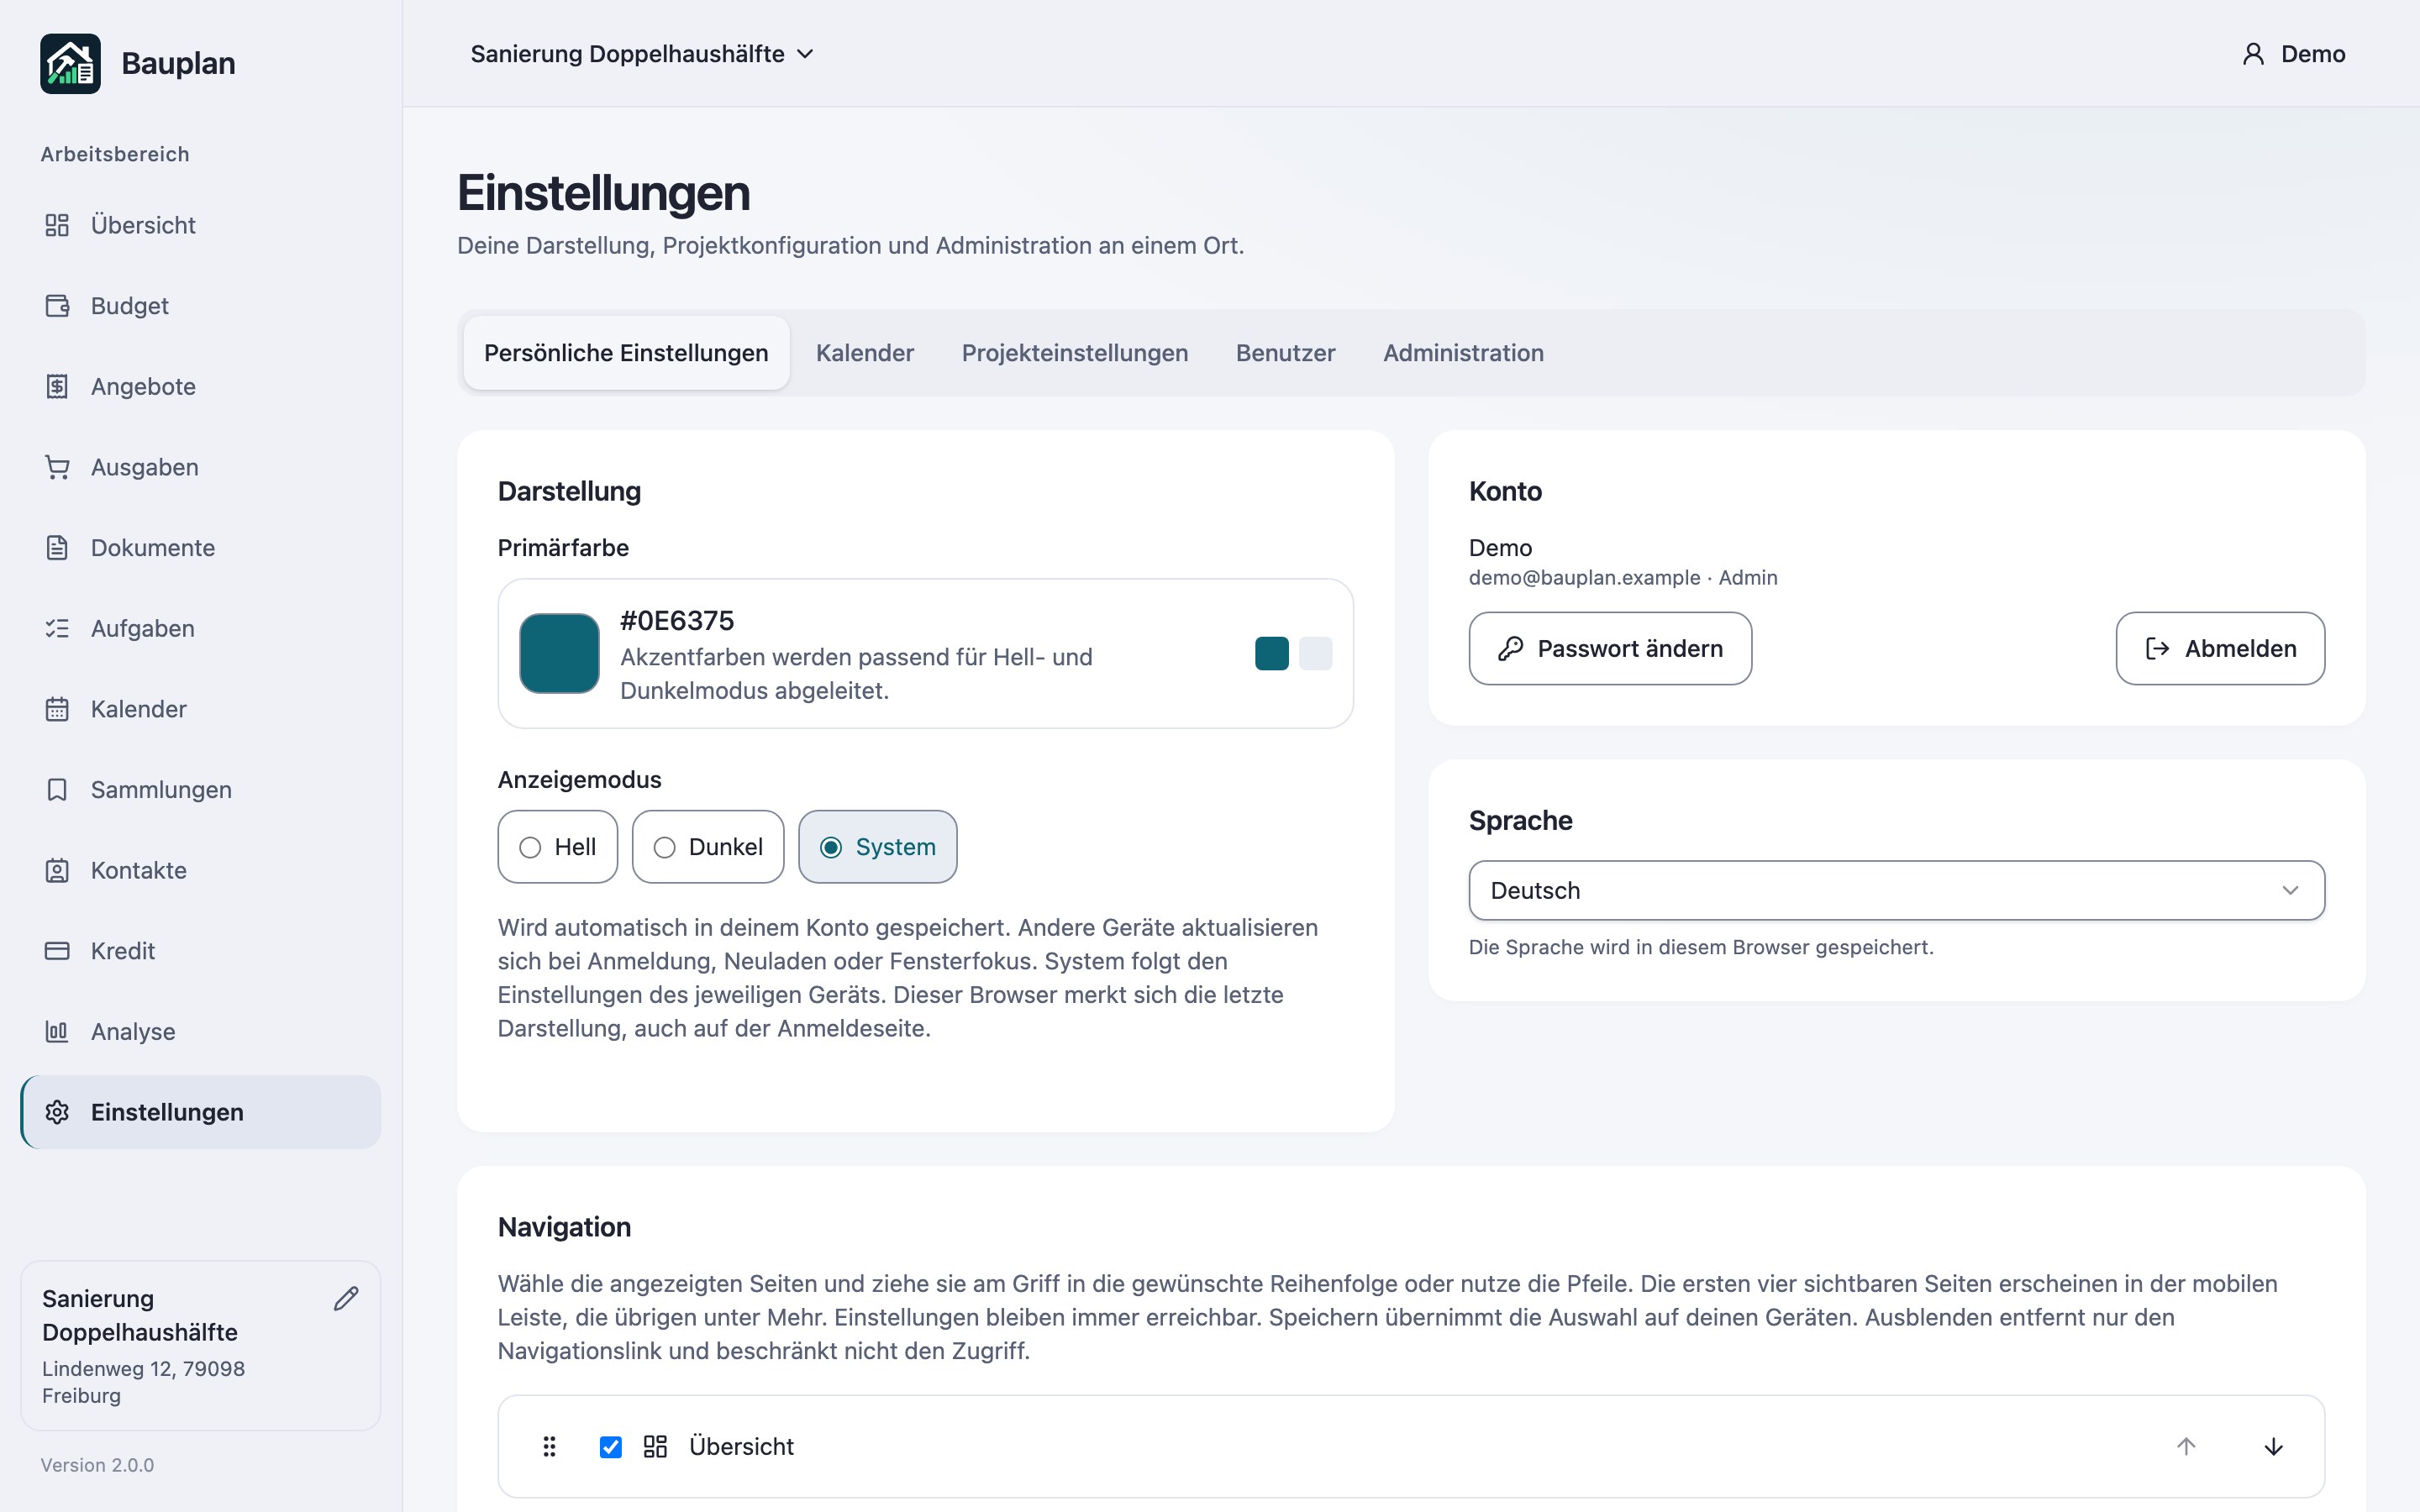 Bauplan
Arbeitsbereich
Übersicht
Budget
Angebote
Ausgaben
Dokumente
Aufgaben
Kalender
Sammlungen
Kontakte
Kredit
Analyse
Einstellungen
Sanierung
Doppelhaushälfte
Lindenweg 12, 79098
Freiburg
Version 2.0.0
Sanierung Doppelhaushälfte
Demo
Einstellungen
Deine Darstellung, Projektkonfiguration und Administration an einem Ort.
Persönliche Einstellungen
Kalender
Projekteinstellungen
Benutzer
Administration
Darstellung
Primärfarbe
#0E6375
Akzentfarben werden passend für Hell- und
Dunkelmodus abgeleitet.
Anzeigemodus
Hell
Dunkel
System
Wird automatisch in deinem Konto gespeichert. Andere Geräte aktualisieren
sich bei Anmeldung, Neuladen oder Fensterfokus. System folgt den
Einstellungen des jeweiligen Geräts. Dieser Browser merkt sich die letzte
Darstellung, auch auf der Anmeldeseite.
Konto
Demo
demo@bauplan.example · Admin
Passwort ändern
Abmelden
Sprache
Deutsch
Die Sprache wird in diesem Browser gespeichert.
Navigation
Wähle die angezeigten Seiten und ziehe sie am Griff in die gewünschte Reihenfolge oder nutze die Pfeile. Die ersten vier sichtbaren Seiten erscheinen in der mobilen
Leiste, die übrigen unter Mehr. Einstellungen bleiben immer erreichbar. Speichern übernimmt die Auswahl auf deinen Geräten. Ausblenden entfernt nur den
Navigationslink und beschränkt nicht den Zugriff.
Übersicht